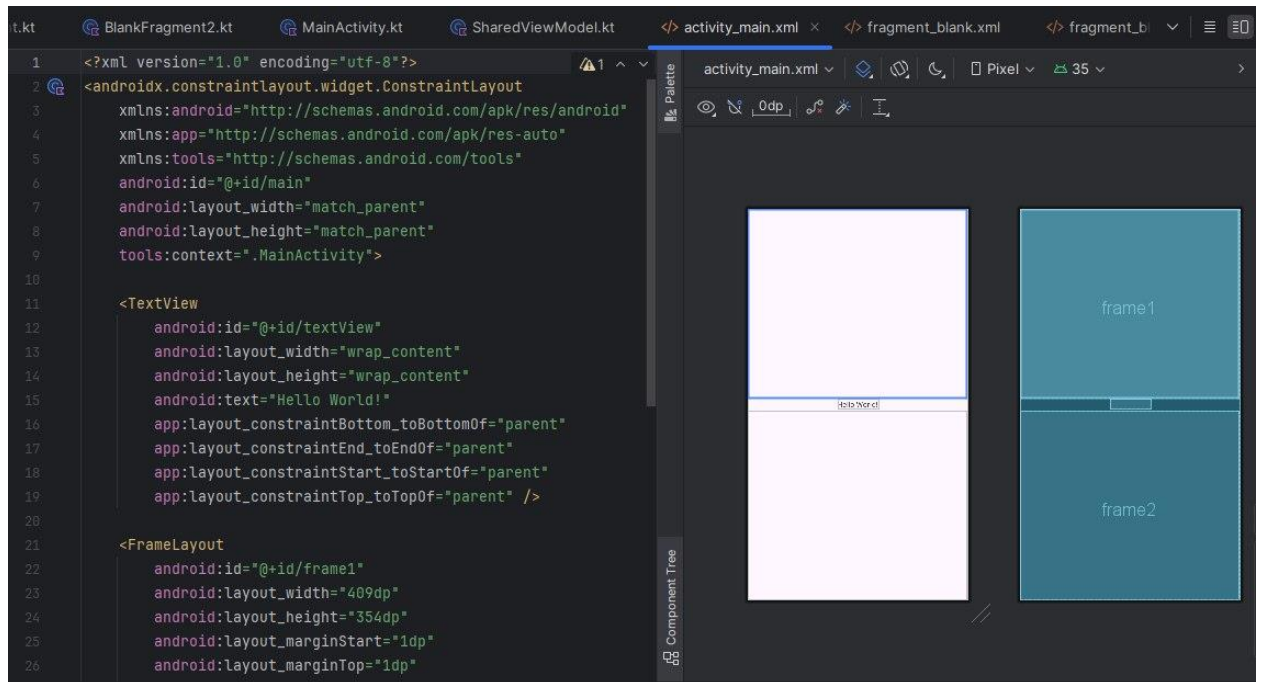 t.kt BlankFragment2.kt MainActivity.kt SharedViewModel.kt </> activity_main.xml × </> fragment_blank.xml </> fragment_bl
1 <?xml version="1.0" encoding="utf-8"?>
1
2 <androidx.constraintlayout.widget.ConstraintLayout
3 xmlns:android="http://schemas.android.com/apk/res/android"
4 xmlns:app="http://schemas.android.com/apk/res-auto"
5 xmlns:tools="http://schemas.android.com/tools"
6 android:id="@+id/main"
7 android:layout_width="match_parent"
8 android:layout_height="match_parent"
9 tools:context=".MainActivity">
10
11 <TextView
12 android:id="@+id/textView"
13 android:layout_width="wrap_content"
14 android:layout_height="wrap_content"
15 android:text="Hello World!"
16 app:layout_constraintBottom_toBottomOf="parent"
17 app:layout_constraintEnd_toEndOf="parent"
18 app:layout_constraintStart_toStartOf="parent"
19 app:layout_constraintTop_toTopOf="parent" />
20
21 <FrameLayout
22 android:id="@+id/frame1"
23 android:layout_width="409dp"
24 android:layout_height="354dp"
25 android:layout_marginStart="1dp"
26 android:layout_marginTop="1dp"
Palette
Component Tree
activity_main.xml Pixel 35
0dp
Hello World!
frame1
frame2